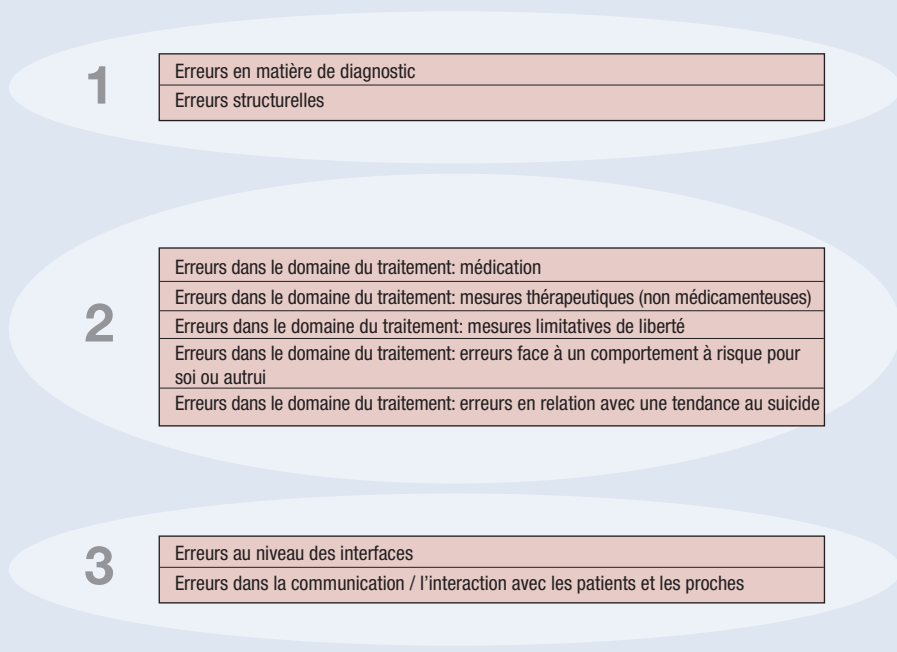 1
Erreurs en matière de diagnostic
Erreurs structurelles
2
Erreurs dans le domaine du traitement: médication
Erreurs dans le domaine du traitement: mesures thérapeutiques (non médicamenteuses)
Erreurs dans le domaine du traitement: mesures limitatives de liberté
Erreurs dans le domaine du traitement: erreurs face à un comportement à risque pour
soi ou autrui
Erreurs dans le domaine du traitement: erreurs en relation avec une tendance au suicide
3
Erreurs au niveau des interfaces
Erreurs dans la communication / l'interaction avec les patients et les proches